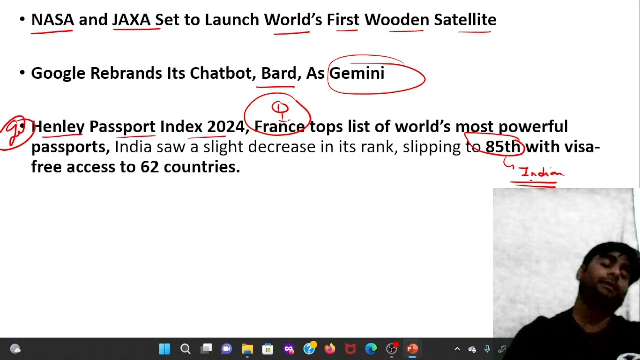 • NASA and JAXA Set to Launch World's First Wooden Satellite
• Google Rebrands Its Chatbot, Bard, As Gemini
• Henley Passport Index 2024, France tops list of world's most powerful
passports, India saw a slight decrease in its rank, slipping to 85th with visa-
free access to 62 countries.
Indian